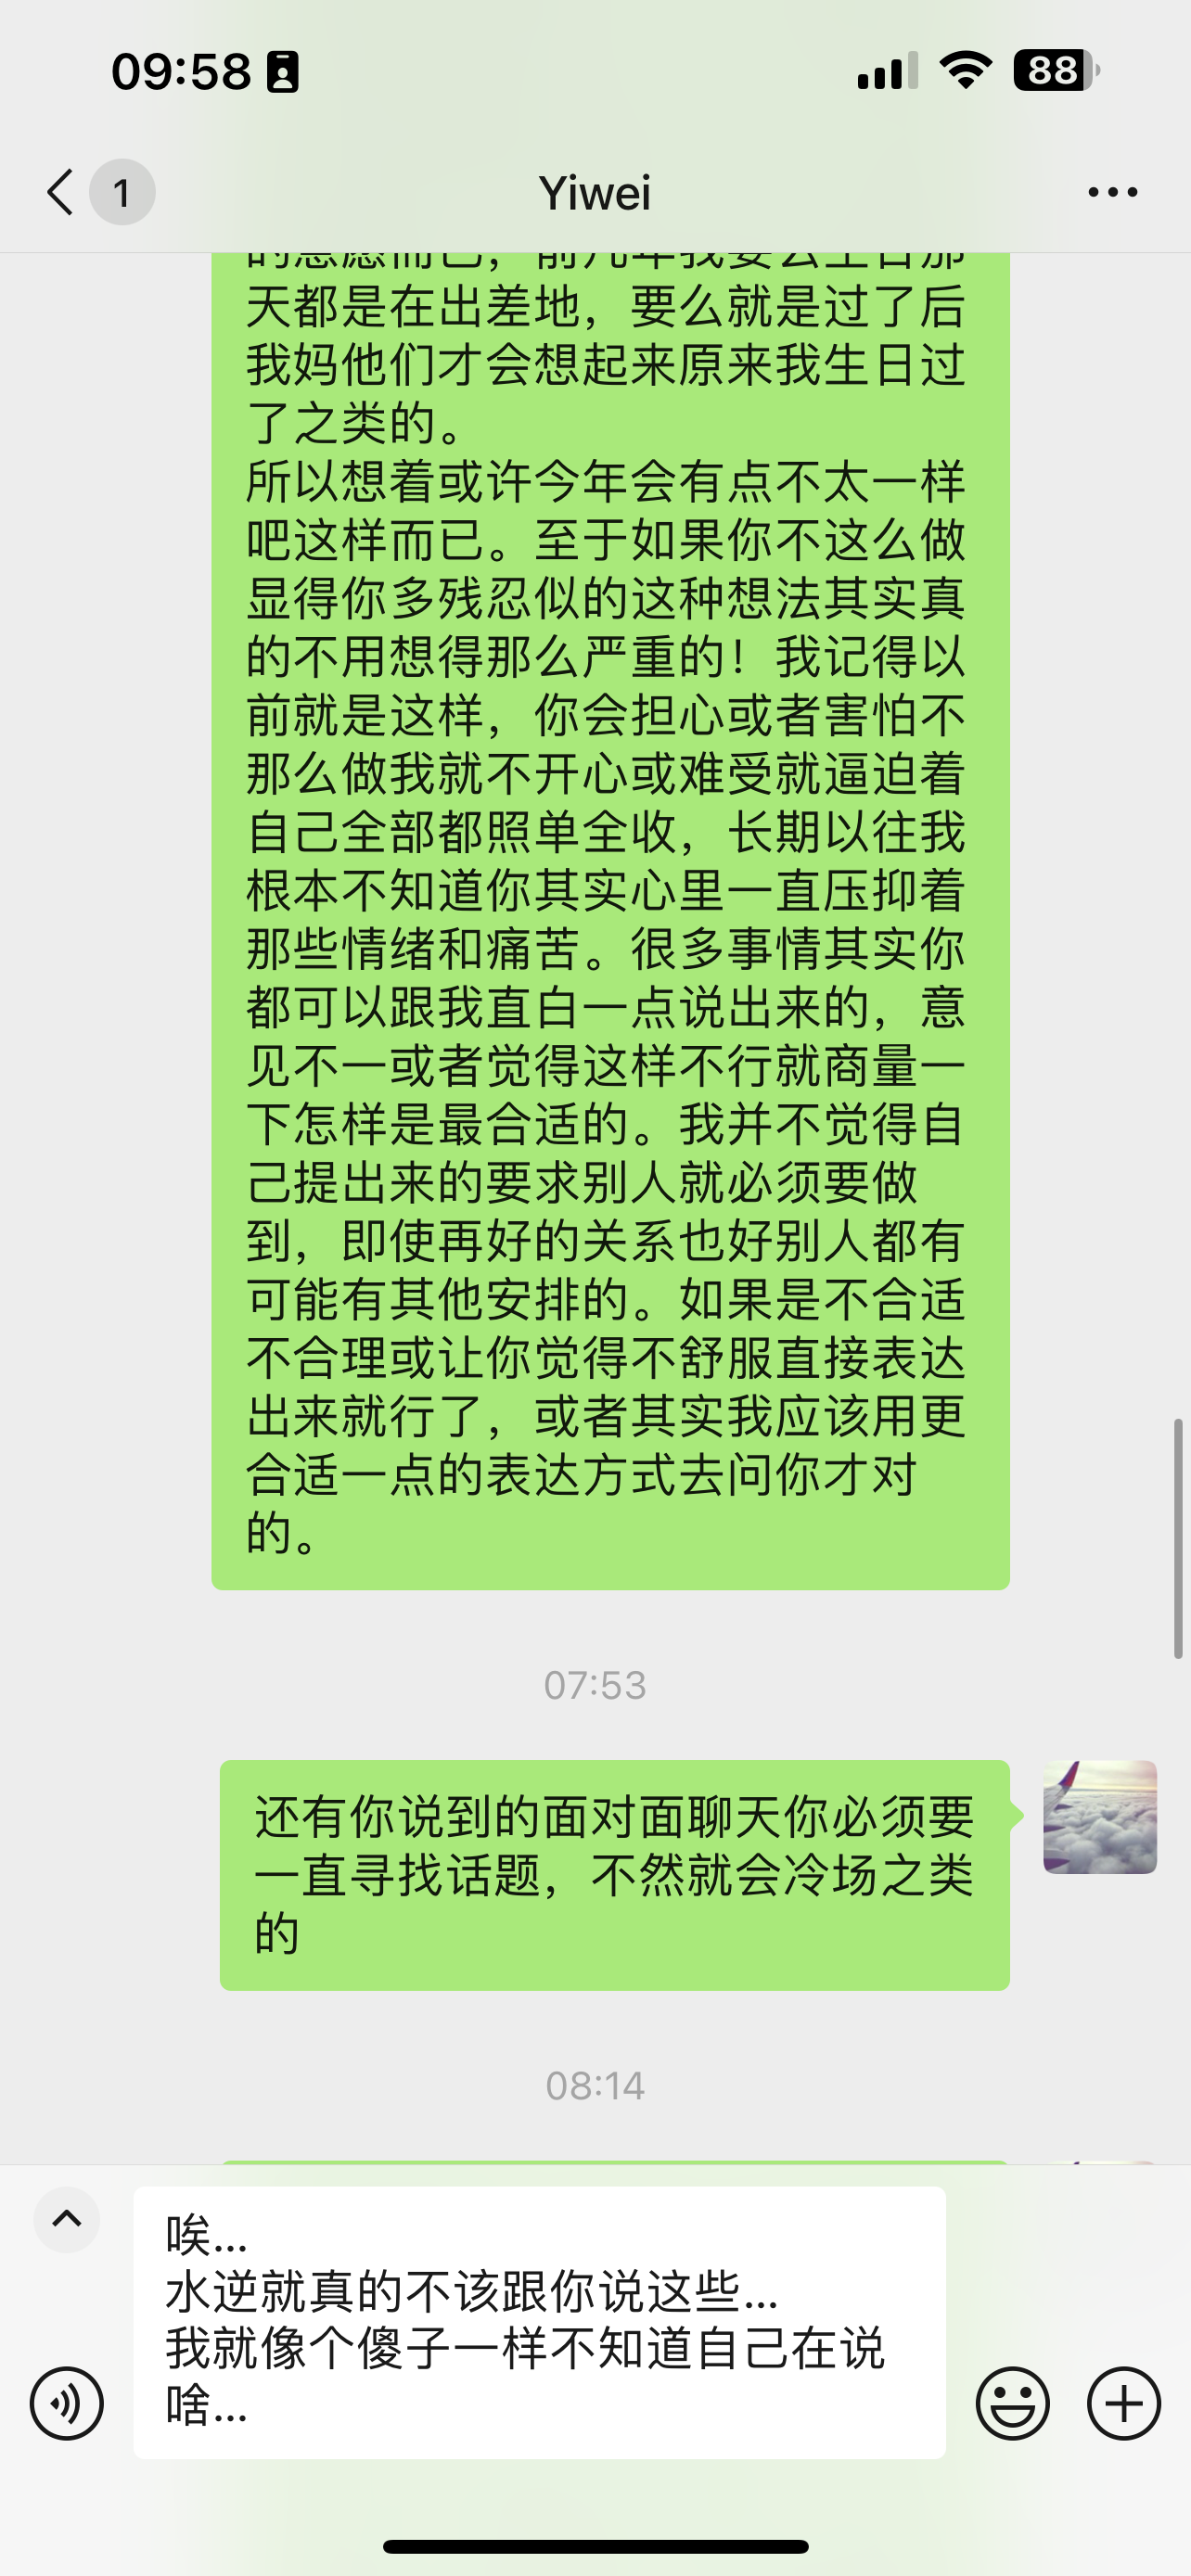 09:58
88
1
Yiwei
天都是在出差地，要么就是过了后
我妈他们才会想起来原来我生日过
了之类的。
所以想着或许今年会有点不太一样
吧这样而已。至于如果你不这么做
显得你多残忍似的这种想法其实真
的不用想得那么严重的！我记得以
前就是这样，你会担心或者害怕不
那么做我就不开心或难受就逼迫着
自己全部都照单全收，长期以往我
根本不知道你其实心里一直压抑着
那些情绪和痛苦。很多事情其实你
都可以跟我直白一点说出来的，意
见不一或者觉得这样不行就商量一
下怎样是最合适的。我并不觉得自
己提出来的要求别人就必须要做
到，即使再好的关系也好别人都有
可能有其他安排的。如果是不合适
不合理或让你觉得不舒服直接表达
出来就行了，或者其实我应该用更
合适一点的表达方式去问你才对
的。
07:53
还有你说到的面对面聊天你必须要
一直寻找话题，不然就会冷场之类
的
08:14
唉...
水逆就真的不该跟你说这些...
我就像个傻子一样不知道自己在说
啥...